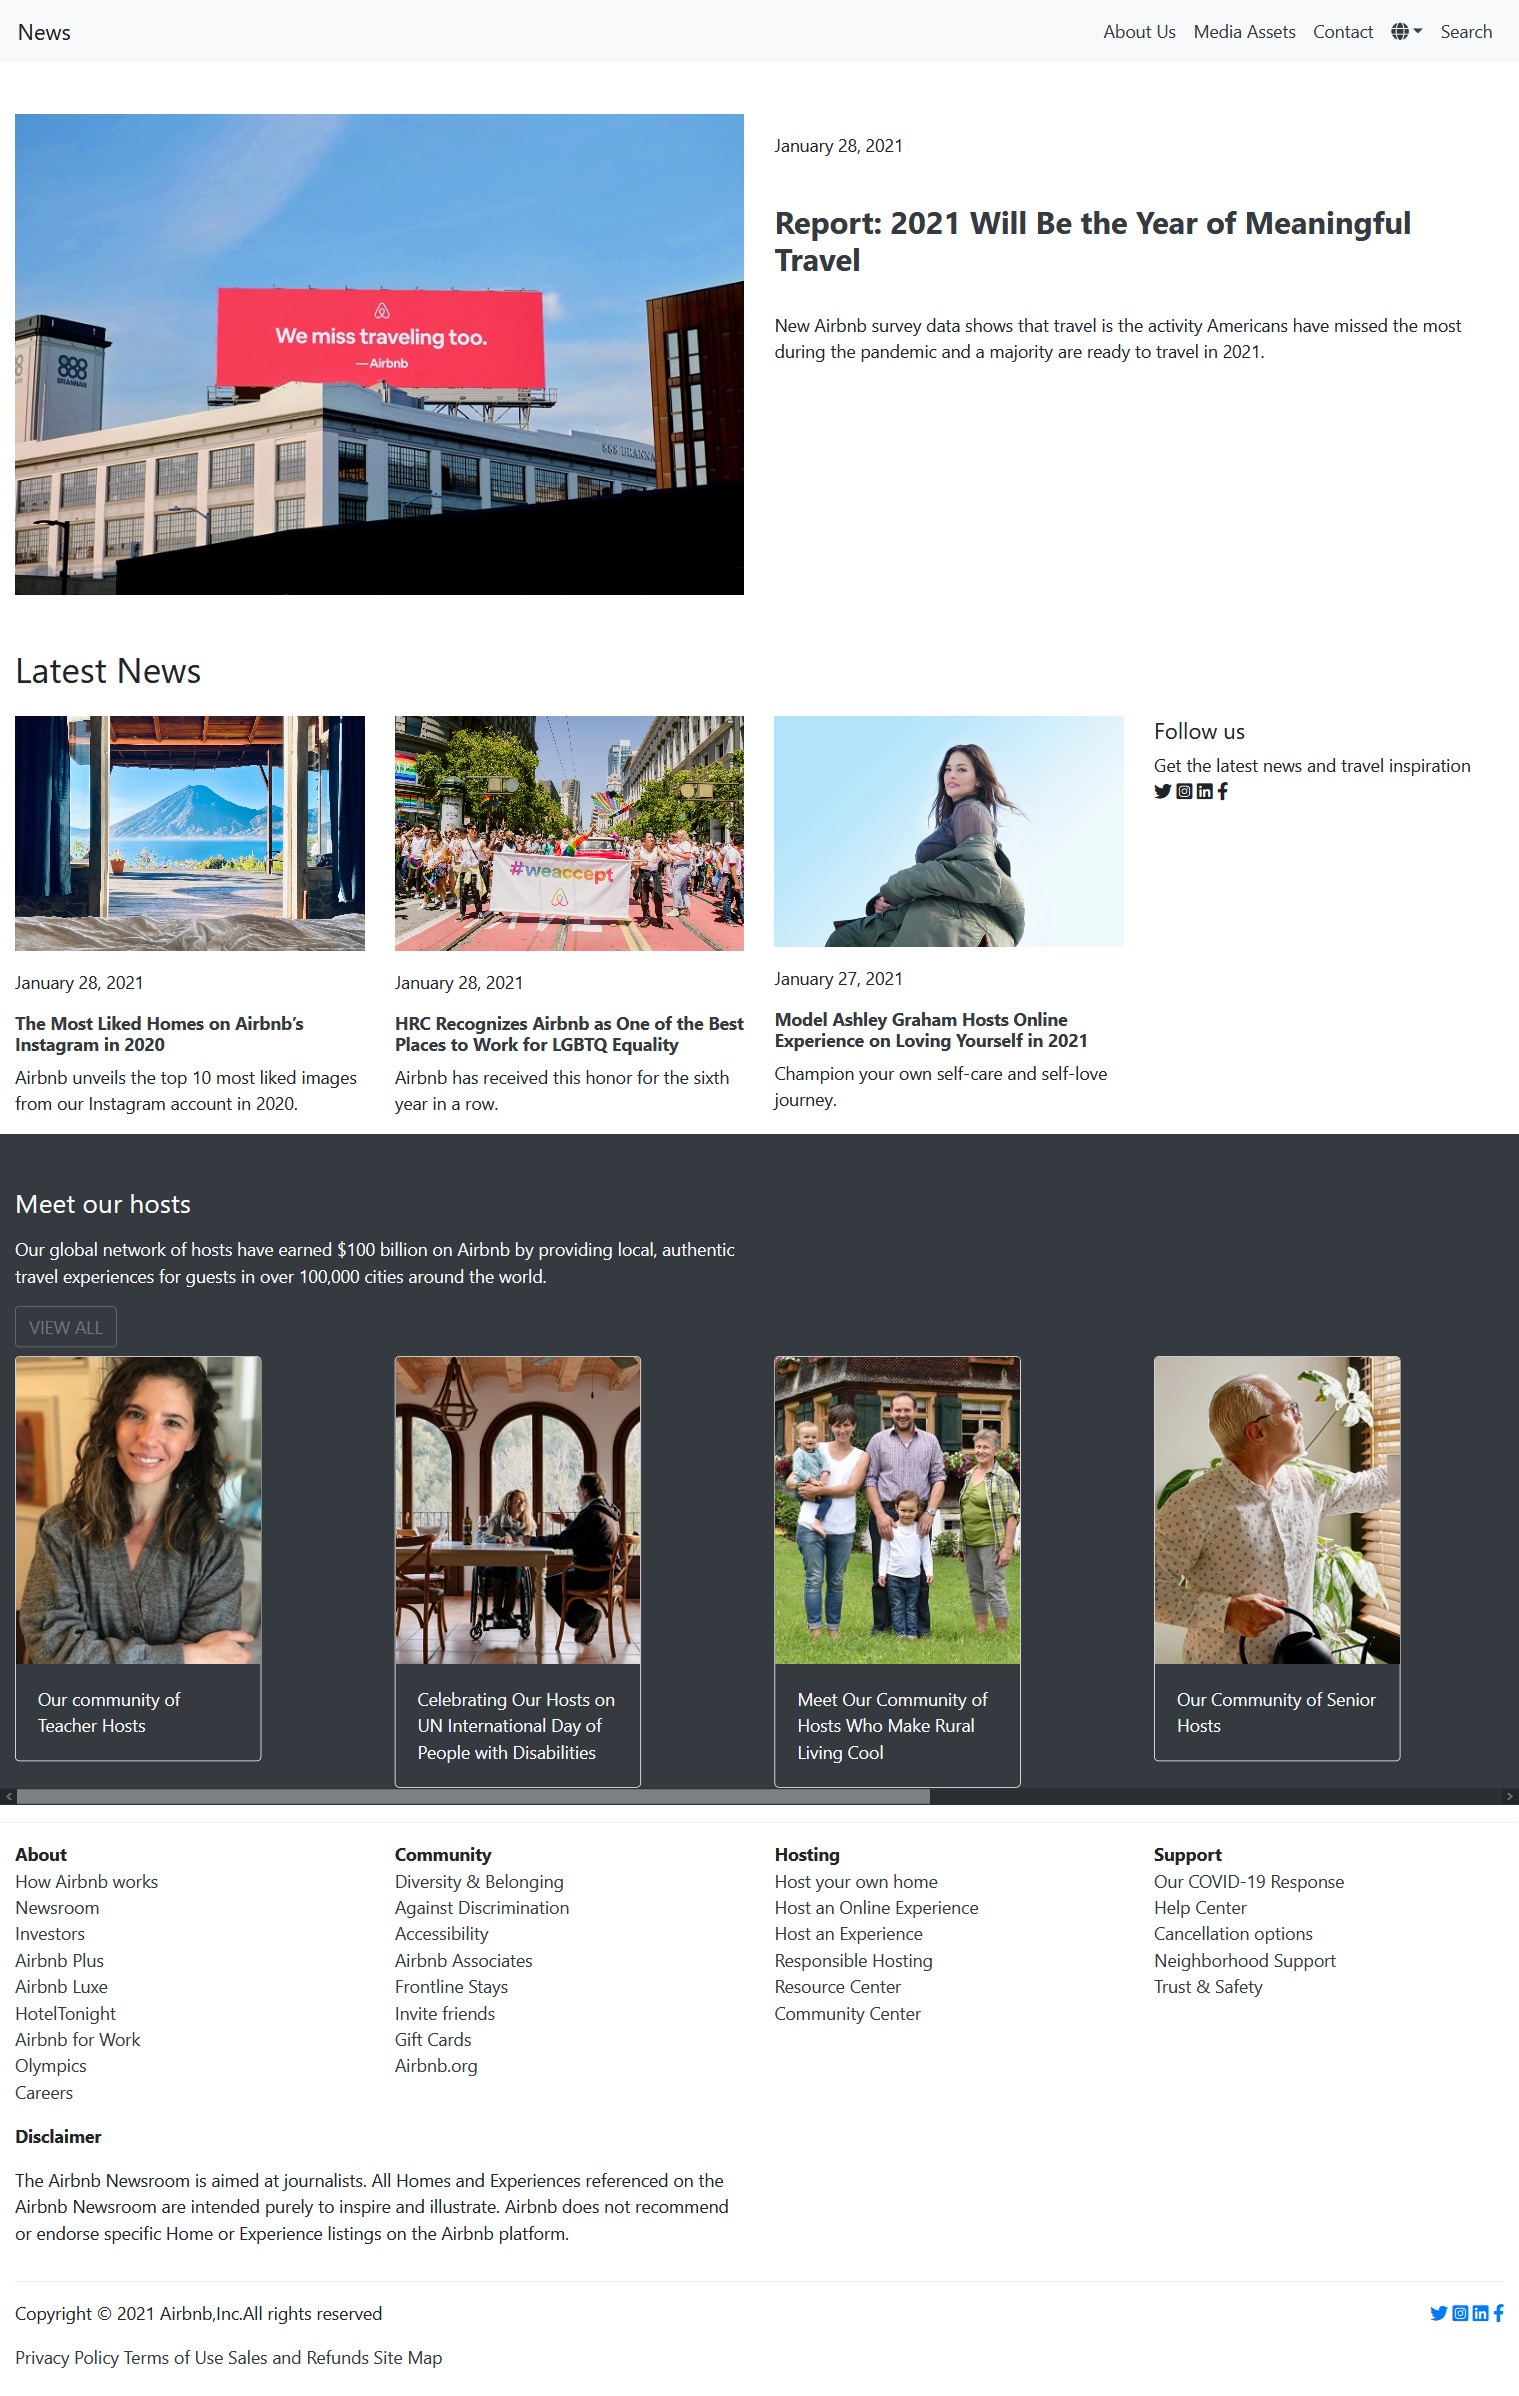 News
About Us
Media Assets
Contact
Search
We miss traveling too.
— Airbnb
888
BRANNAN
888 BRANNA
January 28, 2021
Report: 2021 Will Be the Year of Meaningful
Travel
New Airbnb survey data shows that travel is the activity Americans have missed the most
during the pandemic and a majority are ready to travel in 2021.
Latest News
January 28, 2021
The Most Liked Homes on Airbnb’s
Instagram in 2020
Airbnb unveils the top 10 most liked images
from our Instagram account in 2020.
#weaccept
January 28, 2021
HRC Recognizes Airbnb as One of the Best
Places to Work for LGBTQ Equality
Airbnb has received this honor for the sixth
year in a row.
January 27, 2021
Model Ashley Graham Hosts Online
Experience on Loving Yourself in 2021
Champion your own self-care and self-love
journey.
Follow us
Get the latest news and travel inspiration
Meet our hosts
Our global network of hosts have earned $100 billion on Airbnb by providing local, authentic
travel experiences for guests in over 100,000 cities around the world.
VIEW ALL
Our community of
Teacher Hosts
Celebrating Our Hosts on
UN International Day of
People with Disabilities
Meet Our Community of
Hosts Who Make Rural
Living Cool
Our Community of Senior
Hosts
About
How Airbnb works
Newsroom
Investors
Airbnb Plus
Airbnb Luxe
HotelTonight
Airbnb for Work
Olympics
Careers
Community
Diversity & Belonging
Against Discrimination
Accessibility
Airbnb Associates
Frontline Stays
Invite friends
Gift Cards
Airbnb.org
Hosting
Host your own home
Host an Online Experience
Host an Experience
Responsible Hosting
Resource Center
Community Center
Support
Our COVID-19 Response
Help Center
Cancellation options
Neighborhood Support
Trust & Safety
Disclaimer
The Airbnb Newsroom is aimed at journalists. All Homes and Experiences referenced on the
Airbnb Newsroom are intended purely to inspire and illustrate. Airbnb does not recommend
or endorse specific Home or Experience listings on the Airbnb platform.
Copyright © 2021 Airbnb,Inc.All rights reserved
Privacy Policy Terms of Use Sales and Refunds Site Map